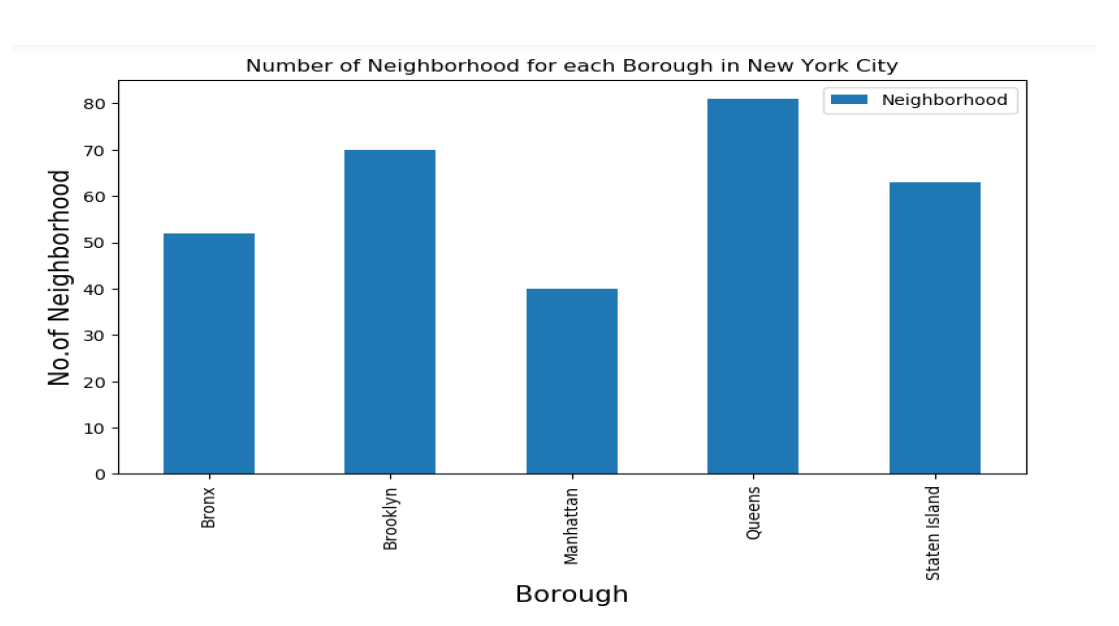 Number of Neighborhood for each Borough in New York City
Neighborhood
No.of Neighborhood
80
70
60
50
40
30
20
10
0
Bronx
Brooklyn
Manhattan
Queens
Staten Island
Borough